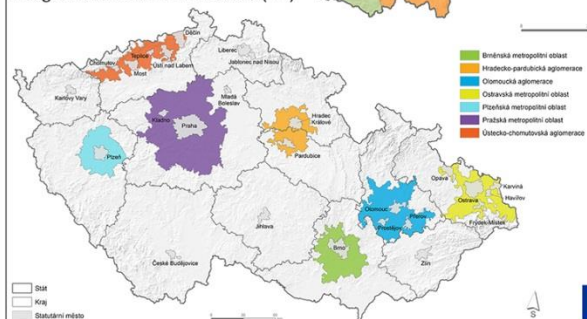 Děčín
Teplice
Chomutov
Ústí nad Labem
Most
Liberec
Jablonec nad Nisou
Karlovy Vary
Mladá
Boleslav
Kladno
Praha
Hradec
Králové
Pardubice
Plzeň
Opava
Karviná
Havířov
Ostrava
Frýdek-Místek
Olomouc
Přerov
Prostějov
Jihlava
Brno
Zlín
České Budějovice
Brněnská metropolitní oblast
Hradecko-pardubická aglomerace
Olomoucká aglomerace
Ostravská metropolitní oblast
Plzeňská metropolitní oblast
Pražská metropolitní oblast
Ústecko-chomutovská aglomerace
Stát
Kraj
Statutární město
S